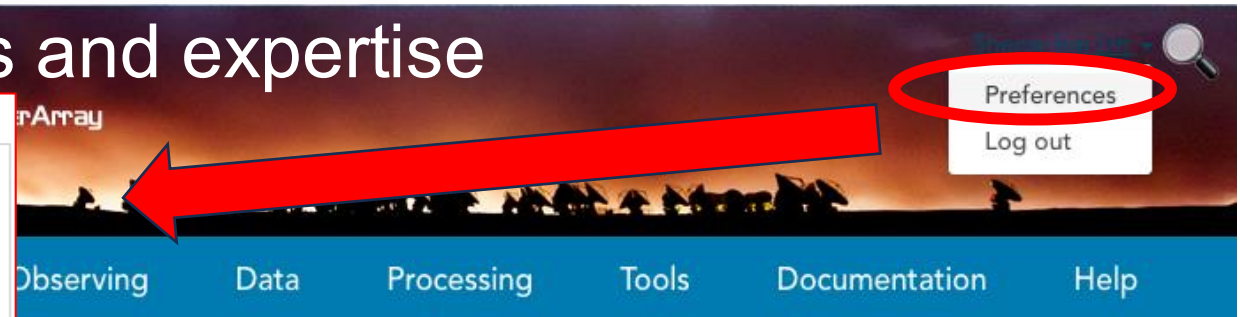 s and expertise
rArray
Preferences
Log out
Observing Data Processing Tools Documentation Help